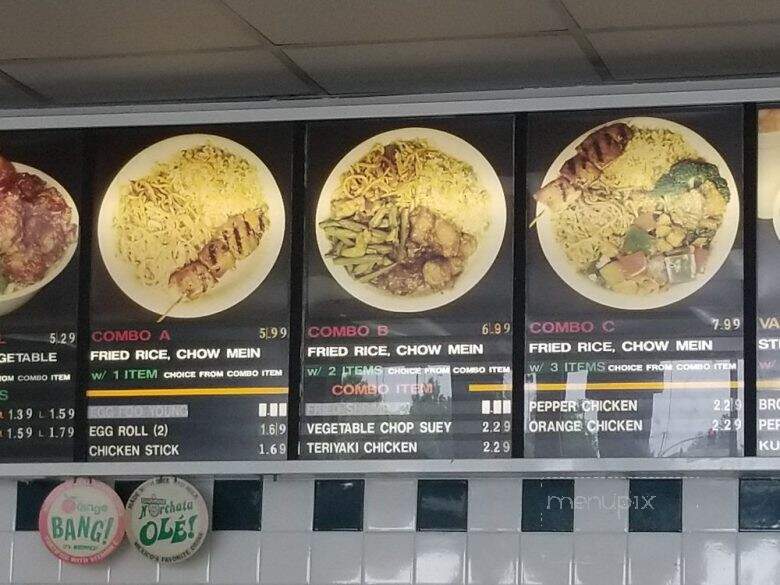 5.29
GETABLE
COMBO ITEM
S
1.39 L 1.59
1.59 L 1.79
COMBO A 5.99
FRIED RICE, CHOW MEIN
W/ 1 ITEM CHOICE FROM COMBO ITEM
EGG FOO YOUNG
EGG ROLL (2) 1.69
CHICKEN STICK 1.69
COMBO B 6.99
FRIED RICE, CHOW MEIN
W/ 2 ITEMS CHOICE FROM COMBO ITEM
COMBO ITEM
VEGETABLE CHOP SUEY 2.29
TERIYAKI CHICKEN 2.29
COMBO C 7.99
FRIED RICE, CHOW MEIN
W/ 3 ITEMS CHOICE FROM COMBO ITEM
PEPPER CHICKEN 2.29
ORANGE CHICKEN 2.29
VA
ST
W/
BRO
PEP
KU
Orange
BANG!
Horchata
OLÉ!
MEXICO'S FAVORITE
menupix